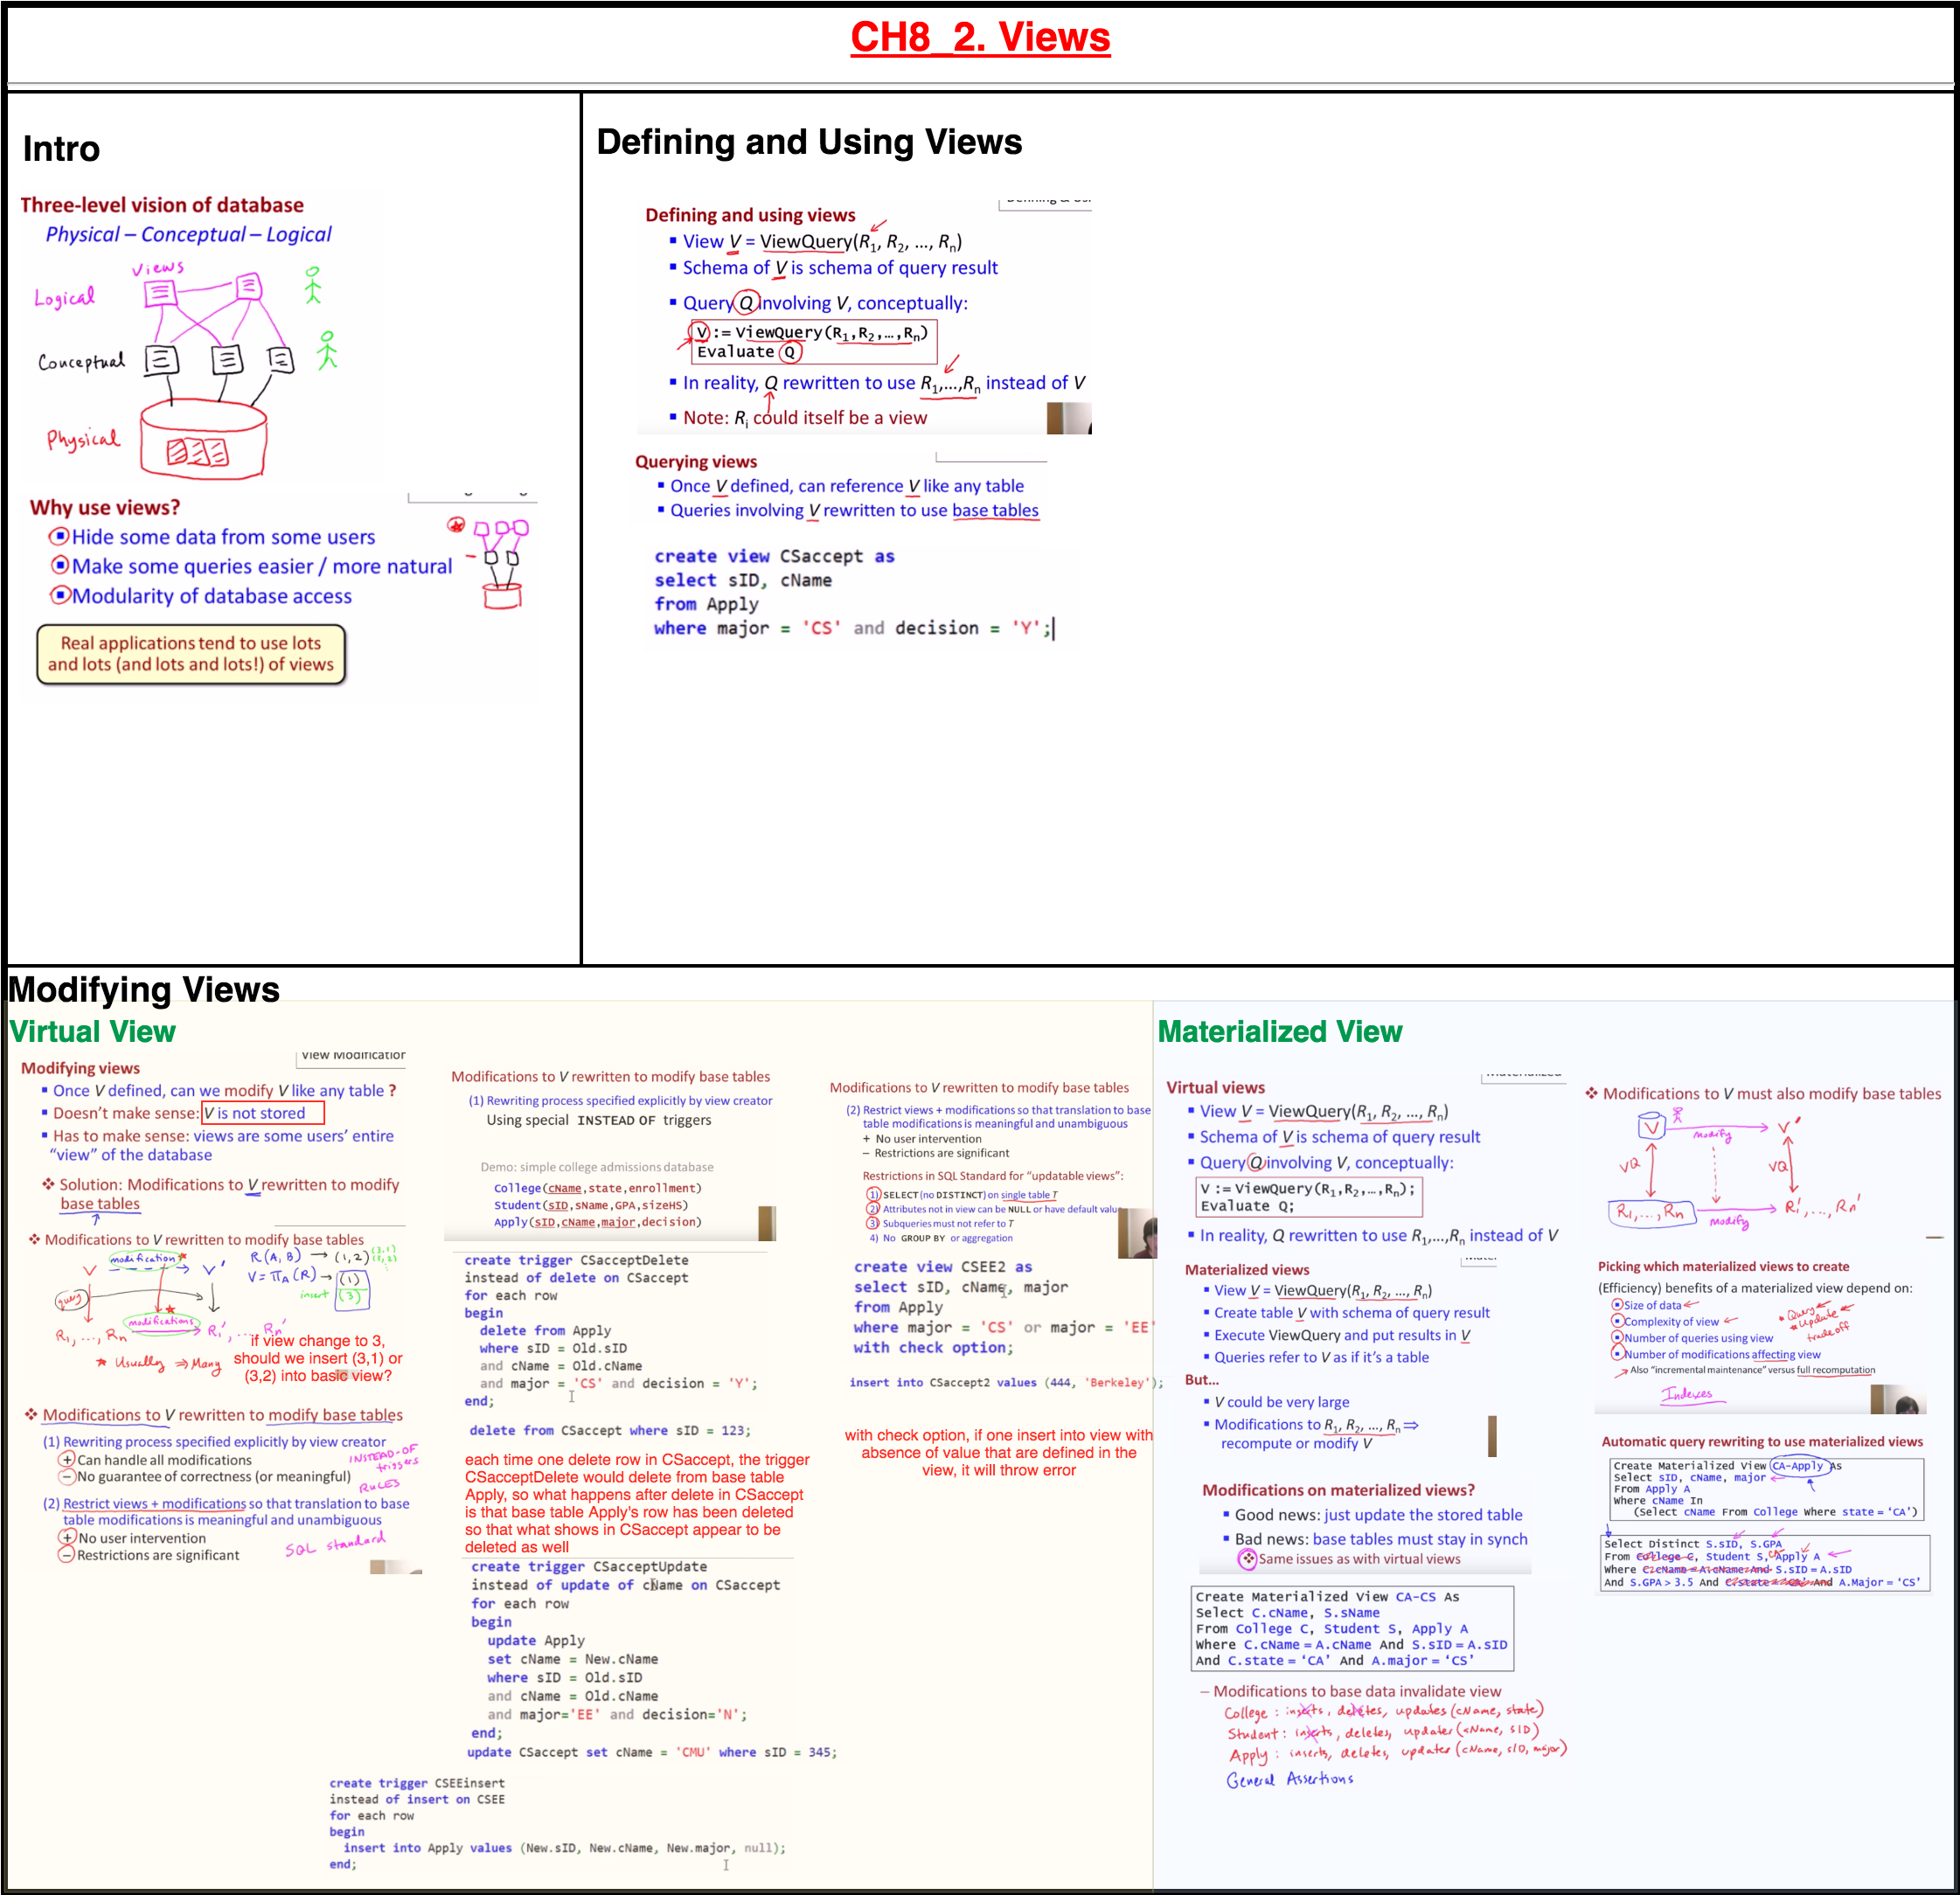 CH8_2. Views
Intro
Three-level vision of database
Physical – Conceptual – Logical
Views
Logical
Conceptual
Physical
Why use views?
▪ Hide some data from some users
▪ Make some queries easier / more natural
▪ Modularity of database access
Real applications tend to use lots
and lots (and lots and lots!) of views
Defining and Using Views
Defining and using views
▪ View V = ViewQuery(R1, R2, …, Rn)
▪ Schema of V is schema of query result
▪ Query Q involving V, conceptually:
V := ViewQuery(R1,R2,…,Rn)
Evaluate Q
▪ In reality, Q rewritten to use R1,…,Rn instead of V
▪ Note: Ri could itself be a view
Querying views
▪ Once V defined, can reference V like any table
▪ Queries involving V rewritten to use base tables
create view CSaccept as
select sID, cName
from Apply
where major = 'CS' and decision = 'Y';
Modifying Views
Virtual View
View Modification
Modifying views
▪ Once V defined, can we modify V like any table ?
▪ Doesn't make sense: V is not stored
▪ Has to make sense: views are some users' entire
"view" of the database
❖ Solution: Modifications to V rewritten to modify
base tables
❖ Modifications to V rewritten to modify base tables
modification
V V'
query
modifications
R1, …, Rn R1', … Rn'
R(A, B) → (1,2)
V = ΠA(R) → (1)
insert (3)
* Usually ⇒ Many
if view change to 3,
should we insert (3,1) or
(3,2) into basic view?
❖ Modifications to V rewritten to modify base tables
(1) Rewriting process specified explicitly by view creator
+ Can handle all modifications
– No guarantee of correctness (or meaningful)
INSTEAD-OF
triggers
RULES
(2) Restrict views + modifications so that translation to base
table modifications is meaningful and unambiguous
+ No user intervention
– Restrictions are significant
SQL standard
Modifications to V rewritten to modify base tables
(1) Rewriting process specified explicitly by view creator
Using special INSTEAD OF triggers
Demo: simple college admissions database
College(cName,state,enrollment)
Student(sID,sName,GPA,sizeHS)
Apply(sID,cName,major,decision)
create trigger CSacceptDelete
instead of delete on CSaccept
for each row
begin
delete from Apply
where sID = Old.sID
and cName = Old.cName
and major = 'CS' and decision = 'Y';
end;
delete from CSaccept where sID = 123;
each time one delete row in CSaccept, the trigger
CSacceptDelete would delete from base table
Apply, so what happens after delete in CSaccept
is that base table Apply's row has been deleted
so that what shows in CSaccept appear to be
deleted as well
create trigger CSacceptUpdate
instead of update of cName on CSaccept
for each row
begin
update Apply
set cName = New.cName
where sID = Old.sID
and cName = Old.cName
and major='EE' and decision='N';
end;
update CSaccept set cName = 'CMU' where sID = 345;
create trigger CSEEinsert
instead of insert on CSEE
for each row
begin
insert into Apply values (New.sID, New.cName, New.major, null);
end;
Modifications to V rewritten to modify base tables
(2) Restrict views + modifications so that translation to base
table modifications is meaningful and unambiguous
+ No user intervention
– Restrictions are significant
Restrictions in SQL Standard for "updatable views":
1) SELECT (no DISTINCT) on single table T
2) Attributes not in view can be NULL or have default value
3) Subqueries must not refer to T
4) No GROUP BY or aggregation
create view CSEE2 as
select sID, cName, major
from Apply
where major = 'CS' or major = 'EE'
with check option;
insert into CSaccept2 values (444, 'Berkeley');
with check option, if one insert into view with
absence of value that are defined in the
view, it will throw error
Materialized View
Virtual views
▪ View V = ViewQuery(R1, R2, …, Rn)
▪ Schema of V is schema of query result
▪ Query Q involving V, conceptually:
V := ViewQuery(R1,R2,…,Rn);
Evaluate Q;
▪ In reality, Q rewritten to use R1,…,Rn instead of V
Materialized views
▪ View V = ViewQuery(R1, R2, …, Rn)
▪ Create table V with schema of query result
▪ Execute ViewQuery and put results in V
▪ Queries refer to V as if it's a table
But…
▪ V could be very large
▪ Modifications to R1, R2, …, Rn ⇒
recompute or modify V
Modifications on materialized views?
▪ Good news: just update the stored table
▪ Bad news: base tables must stay in synch
❖ Same issues as with virtual views
Create Materialized View CA-CS As
Select C.cName, S.sName
From College C, Student S, Apply A
Where C.cName = A.cName And S.sID = A.sID
And C.state = 'CA' And A.major = 'CS'
– Modifications to base data invalidate view
College : inserts, deletes, updates (cName, state)
Student : inserts, deletes, updates (sName, sID)
Apply : inserts, deletes, updates (cName, sID, major)
General Assertions
❖ Modifications to V must also modify base tables
V modify V'
VQ VQ
R1, …, Rn modify R1', …, Rn'
Picking which materialized views to create
(Efficiency) benefits of a materialized view depend on:
▪ Size of data
▪ Complexity of view
▪ Number of queries using view
▪ Number of modifications affecting view
Also "incremental maintenance" versus full recomputation
* Query
* Update
tradeoff
Indexes
Automatic query rewriting to use materialized views
Create Materialized View CA-Apply As
Select sID, cName, major
From Apply A
Where cName In
(Select cName From College Where state = 'CA')
Select Distinct S.sID, S.GPA
From College C, Student S, CA-Apply A
Where C.cName = A.cName And S.sID = A.sID
And S.GPA > 3.5 And C.state = 'CA' And A.Major = 'CS'